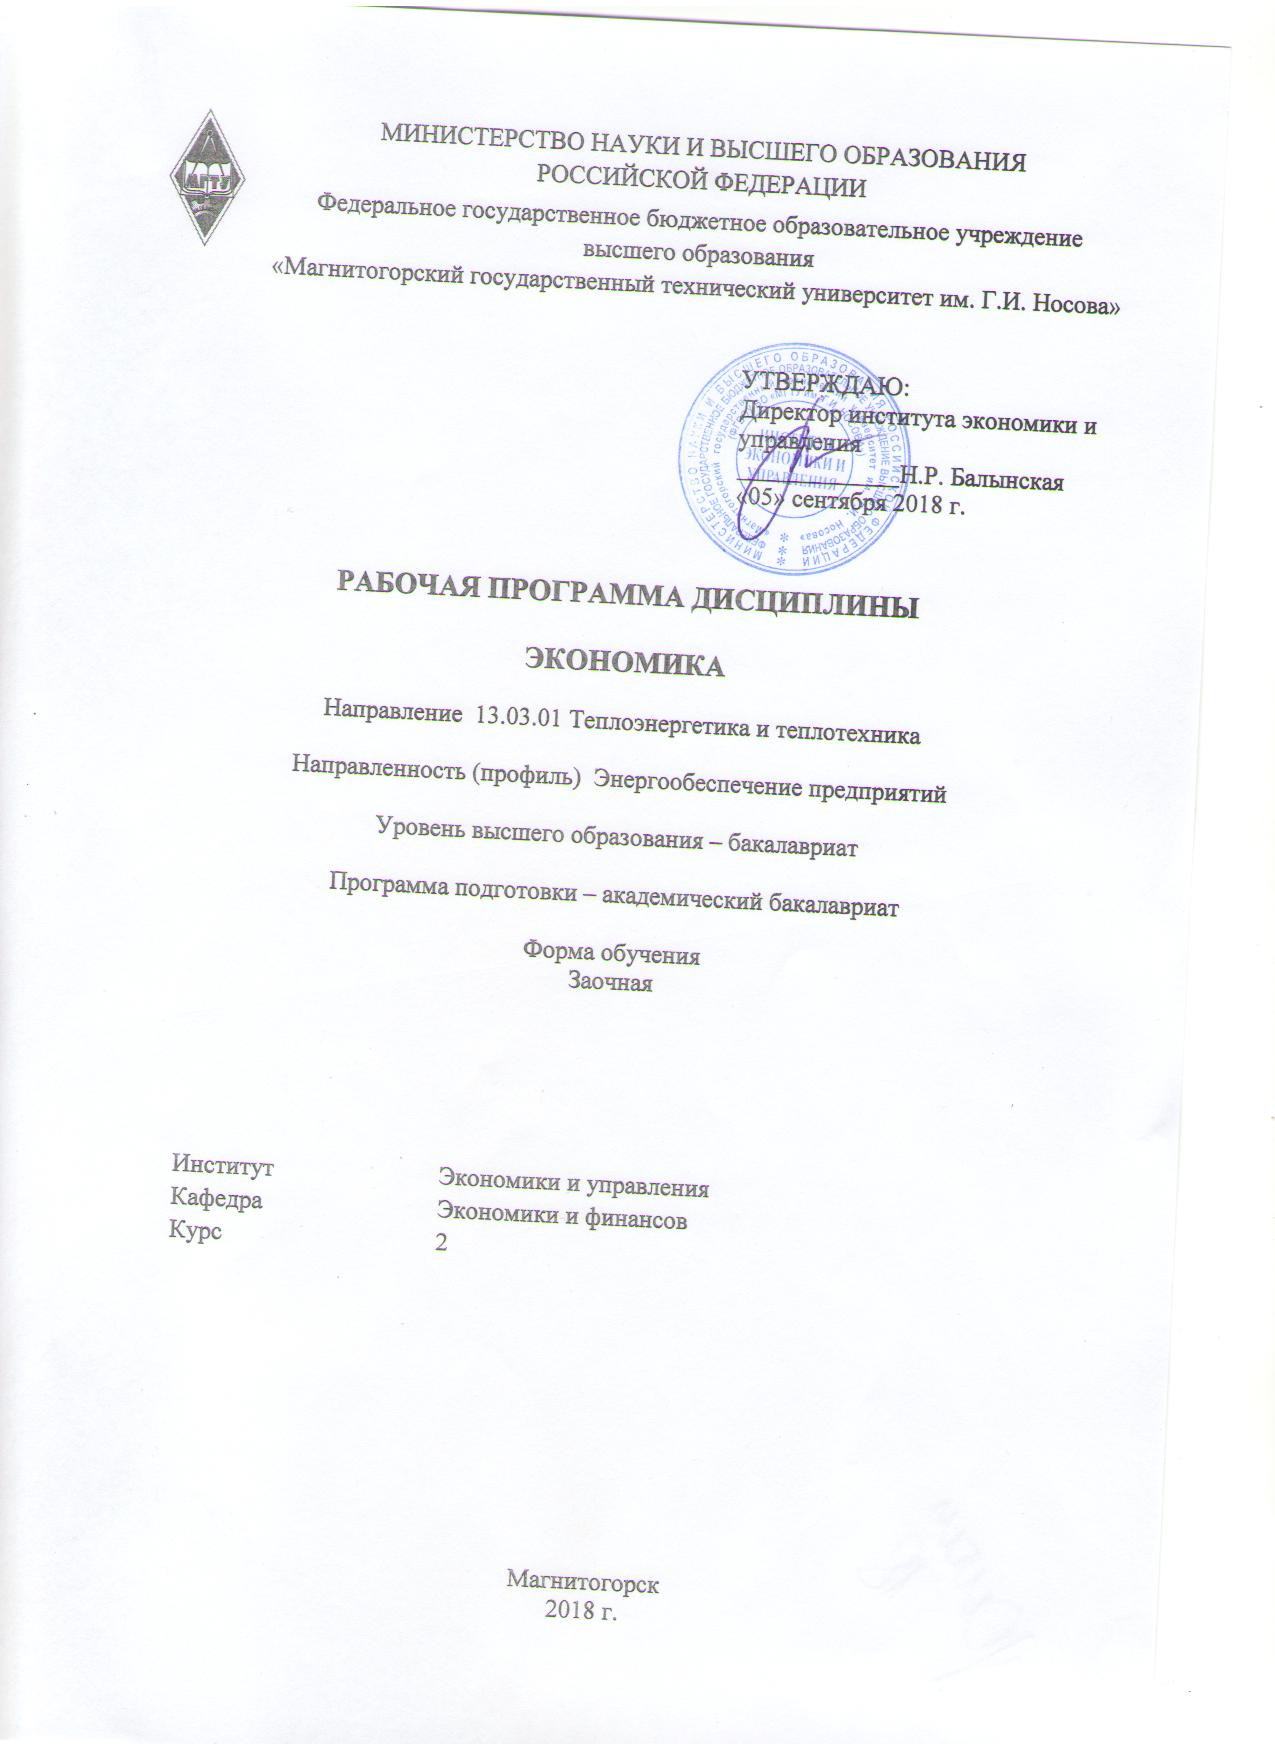 МГТУ
МИНИСТЕРСТВО НАУКИ И ВЫСШЕГО ОБРАЗОВАНИЯ
РОССИЙСКОЙ ФЕДЕРАЦИИ
Федеральное государственное бюджетное образовательное учреждение
высшего образования
«Магнитогорский государственный технический университет им. Г.И. Носова»
УТВЕРЖДАЮ:
Директор института экономики и
управления
Н.Р. Балынская
«05» сентября 2018 г.
ЭКОНОМИКИ И
УПРАВЛЕНИЯ
РАБОЧАЯ ПРОГРАММА ДИСЦИПЛИНЫ
ЭКОНОМИКА
Направление 13.03.01 Теплоэнергетика и теплотехника
Направленность (профиль) Энергообеспечение предприятий
Уровень высшего образования – бакалавриат
Программа подготовки – академический бакалавриат
Форма обучения
Заочная
Институт Экономики и управления
Кафедра Экономики и финансов
Курс 2
Магнитогорск
2018 г.